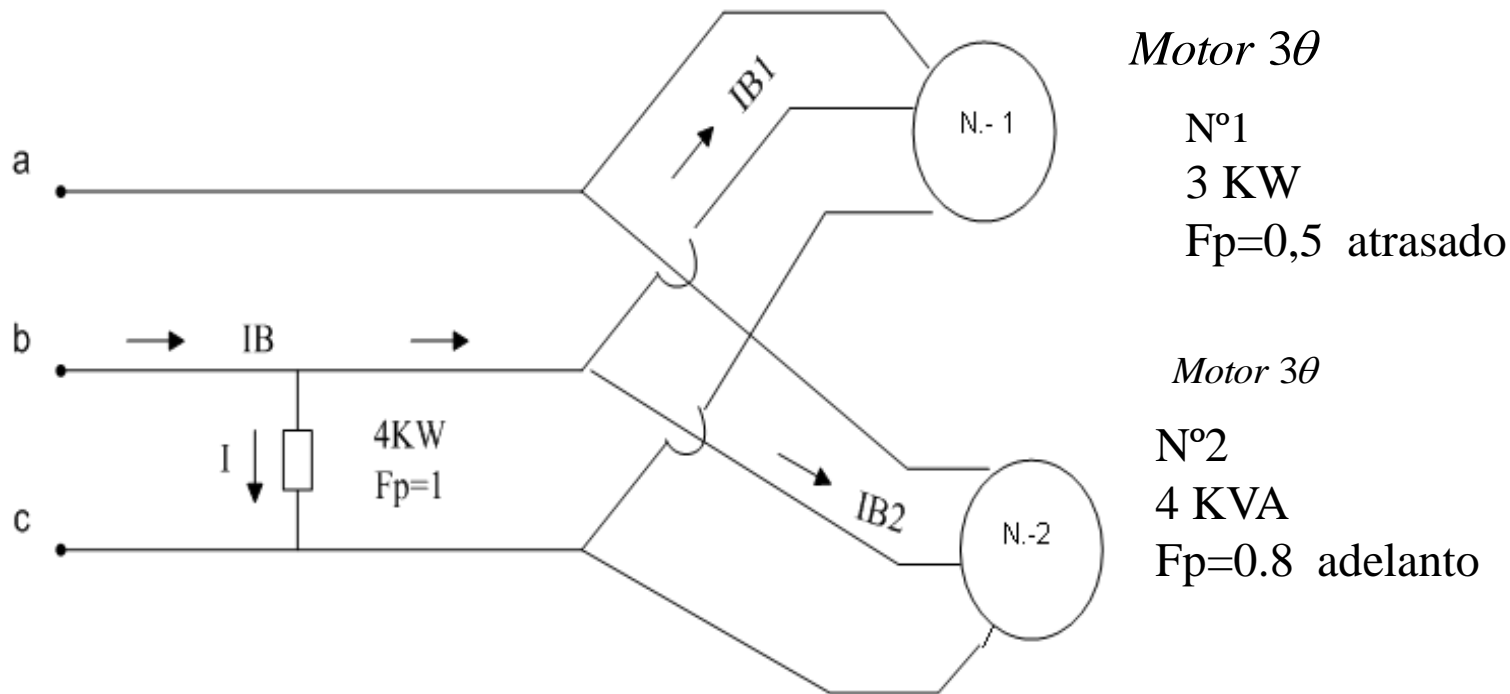 Motor 3θ
IB1
N.- 1
Nº1
3 KW
Fp=0,5 atrasado
a
b
IB
Motor 3θ
I
4KW
Fp=1
Nº2
4 KVA
Fp=0.8 adelanto
IB2
N.-2
c